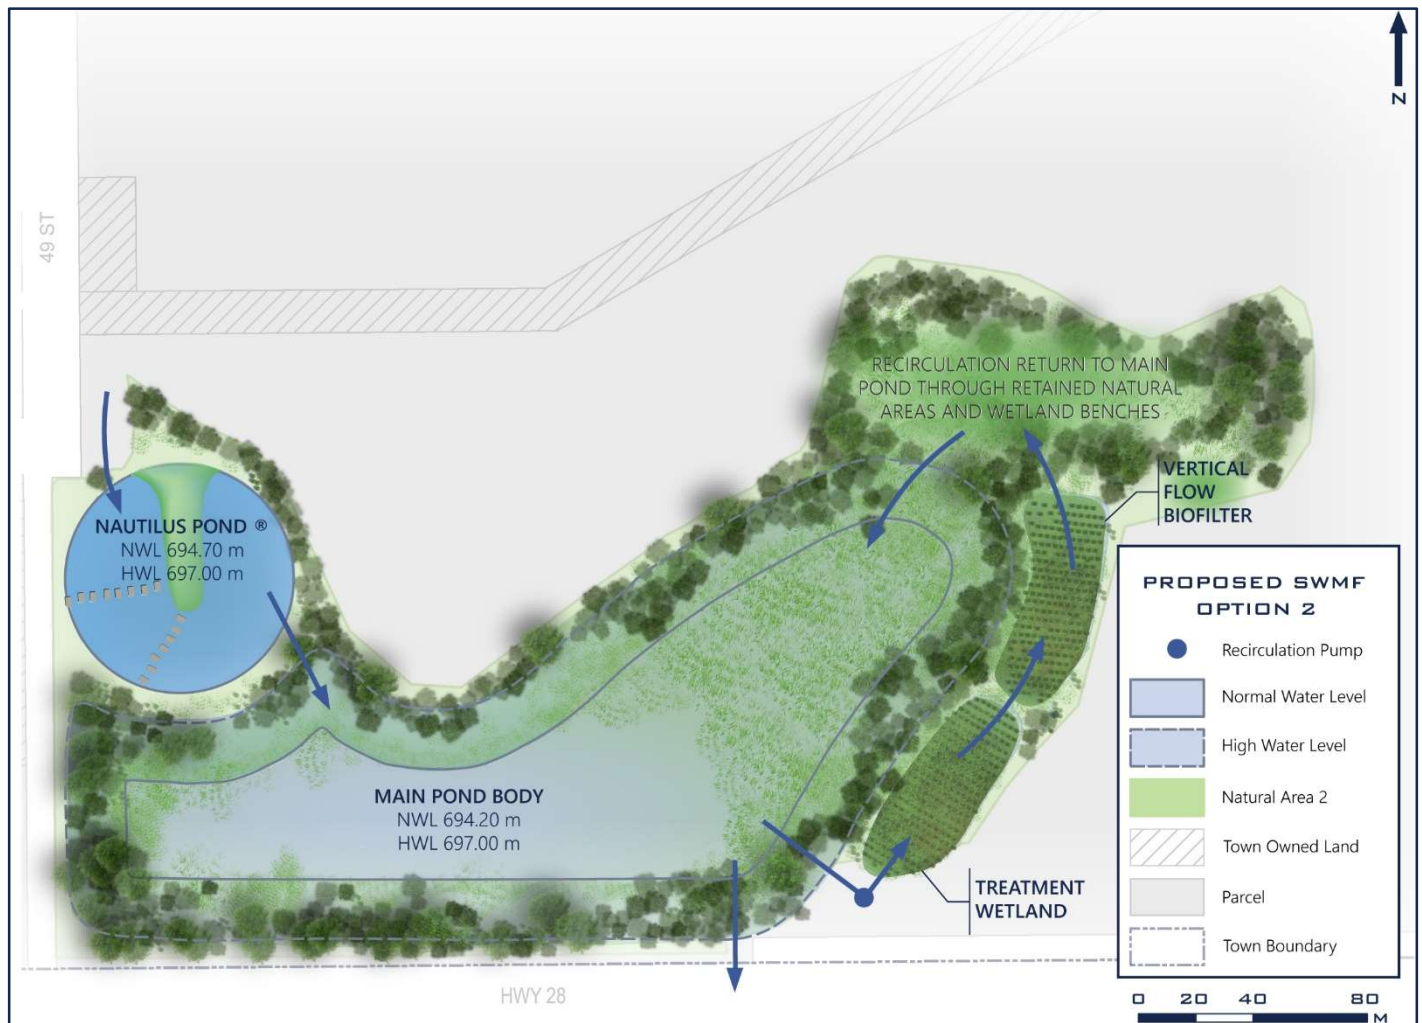 N
49 ST
RECIRCULATION RETURN TO MAIN
POND THROUGH RETAINED NATURAL
AREAS AND WETLAND BENCHES
VERTICAL
FLOW
BIOFILTER
NAUTILUS POND ®
NWL 694.70 m
HWL 697.00 m
MAIN POND BODY
NWL 694.20 m
HWL 697.00 m
TREATMENT
WETLAND
HWY 28
PROPOSED SWMF
OPTION 2
Recirculation Pump
Normal Water Level
High Water Level
Natural Area 2
Town Owned Land
Parcel
Town Boundary
0 20 40 80
M